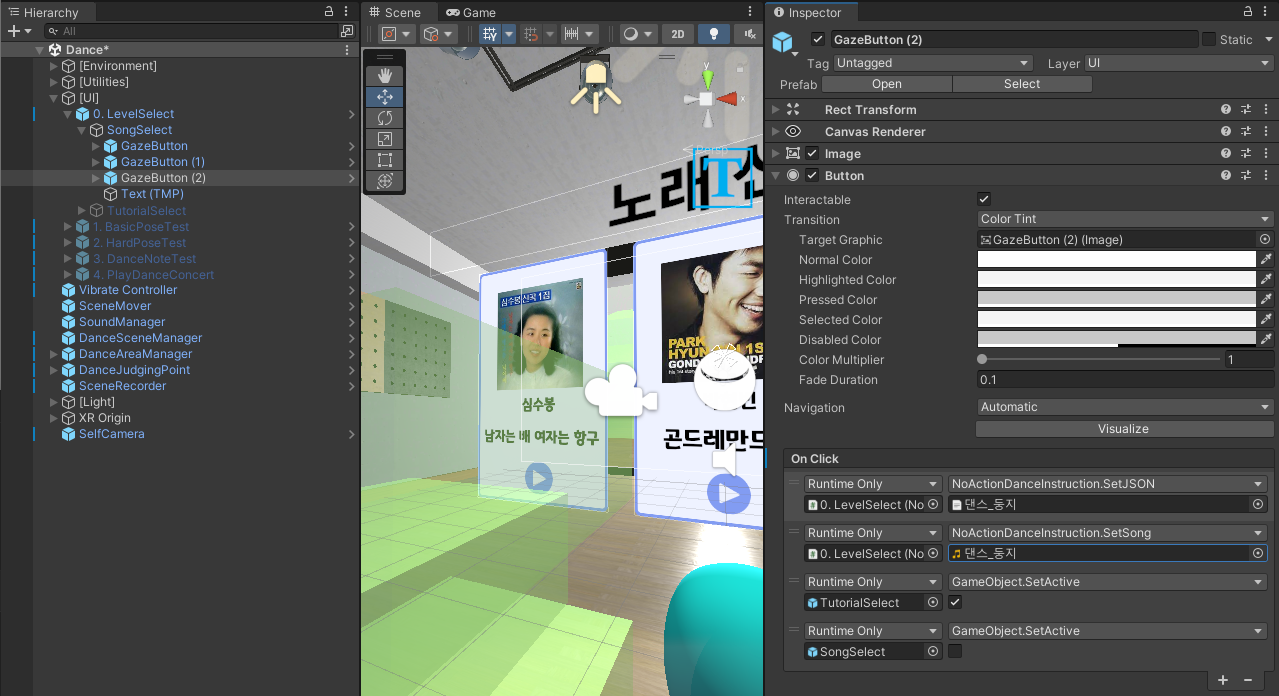 Hierarchy
All
Dance*
[Environment]
[Utilities]
[UI]
0. LevelSelect
SongSelect
GazeButton
GazeButton (1)
GazeButton (2)
Text (TMP)
TutorialSelect
1. BasicPoseTest
2. HardPoseTest
3. DanceNoteTest
4. PlayDanceConcert
Vibrate Controller
SceneMover
SoundManager
DanceSceneManager
DanceAreaManager
DanceJudgingPoint
SceneRecorder
[Light]
XR Origin
SelfCamera
Scene
Game
2D
y
x
Persp
노래
T
심수봉 신곡 1집
심수봉
남자는 배 여자는 항구
PARK
HYUN
1S
GOND
곤드레만드
Inspector
GazeButton (2)
Static
Tag Untagged
Layer UI
Prefab Open Select
Rect Transform
Canvas Renderer
Image
Button
Interactable
Transition Color Tint
Target Graphic GazeButton (2) (Image)
Normal Color
Highlighted Color
Pressed Color
Selected Color
Disabled Color
Color Multiplier 1
Fade Duration 0.1
Navigation Automatic
Visualize
On Click
Runtime Only NoActionDanceInstruction.SetJSON
0. LevelSelect (No 댄스_둥지
Runtime Only NoActionDanceInstruction.SetSong
0. LevelSelect (No 댄스_둥지
Runtime Only GameObject.SetActive
TutorialSelect
Runtime Only GameObject.SetActive
SongSelect